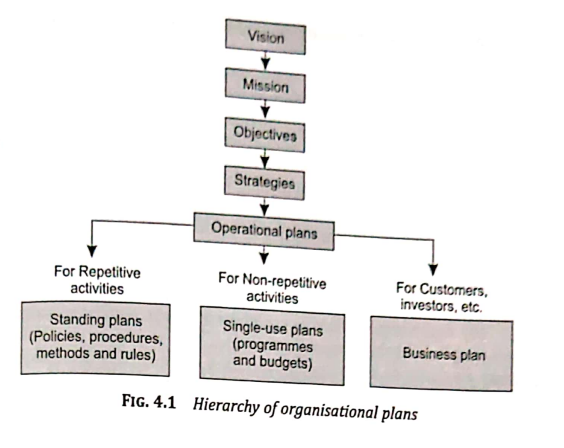 Vision
Mission
Objectives
Strategies
Operational plans
For Repetitive
activities
Standing plans
(Policies, procedures,
methods and rules)
For Non-repetitive
activities
Single-use plans
(programmes
and budgets)
For Customers,
investors, etc.
Business plan
FIG. 4.1 Hierarchy of organisational plans